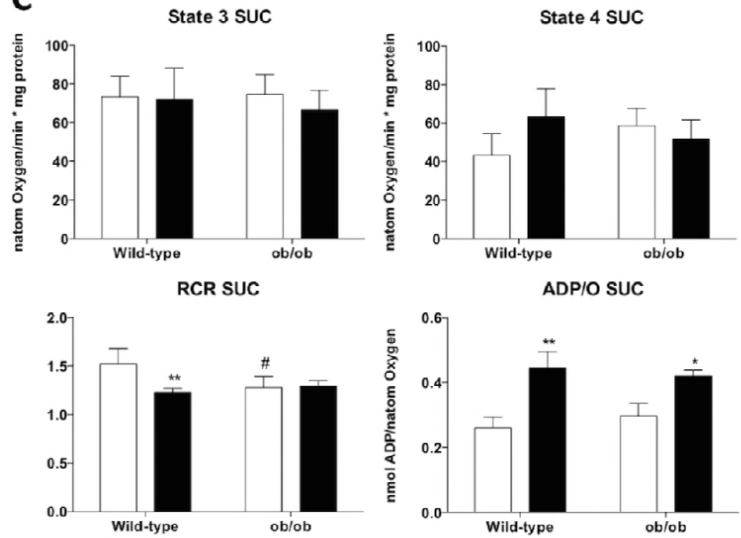 C
State 3 SUC
natom Oxygen/min * mg protein
100
80
60
40
20
0
Wild-type ob/ob
State 4 SUC
natom Oxygen/min * mg protein
100
80
60
40
20
0
Wild-type ob/ob
RCR SUC
2.0
1.5
1.0
0.5
0.0
**
#
Wild-type ob/ob
ADP/O SUC
nmol ADP/natom Oxygen
0.6
0.4
0.2
0.0
**
*
Wild-type ob/ob